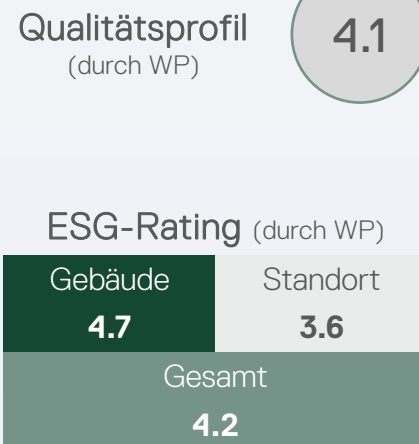 Qualitätsprofil
(durch WP)
4.1
ESG-Rating (durch WP)
Gebäude
4.7
Standort
3.6
Gesamt
4.2